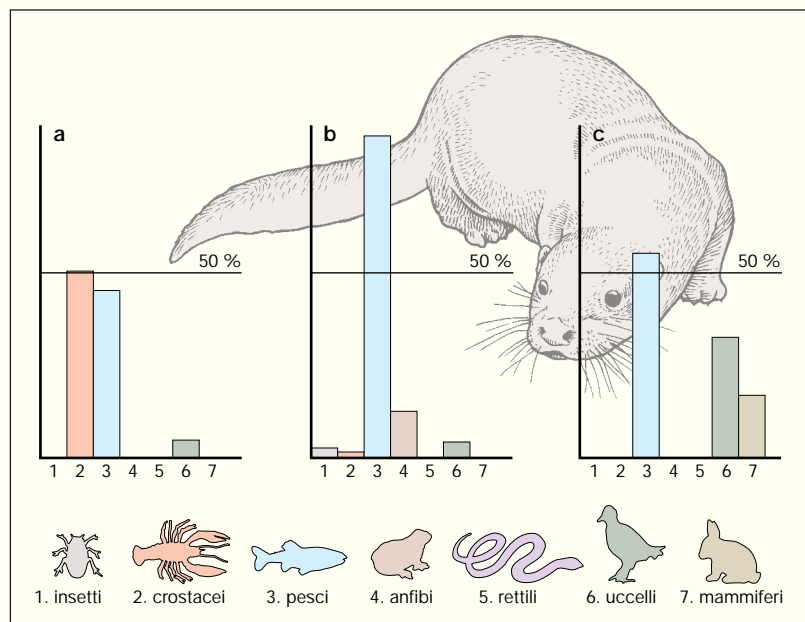 a
b
c
50 %
50 %
50 %
1 2 3 4 5 6 7
1 2 3 4 5 6 7
1 2 3 4 5 6 7
1. insetti
2. crostacei
3. pesci
4. anfibi
5. rettili
6. uccelli
7. mammiferi